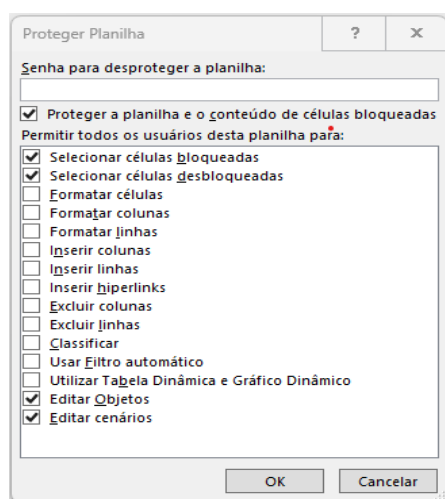 Proteger Planilha ? X
Senha para desproteger a planilha:
Proteger a planilha e o conteúdo de células bloqueadas
Permitir todos os usuários desta planilha para:
Selecionar células bloqueadas
Selecionar células desbloqueadas
Formatar células
Formatar colunas
Formatar linhas
Inserir colunas
Inserir linhas
Inserir hiperlinks
Excluir colunas
Excluir linhas
Classificar
Usar Filtro automático
Utilizar Tabela Dinâmica e Gráfico Dinâmico
Editar Objetos
Editar cenários
OK Cancelar